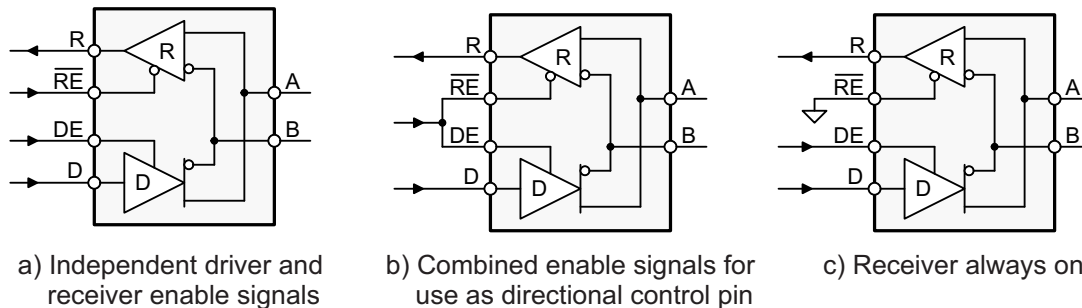 R
R
RE
A
DE
B
D
D
a) Independent driver and
receiver enable signals
R
R
RE
A
DE
B
D
D
b) Combined enable signals for
use as directional control pin
R
R
RE
A
DE
B
D
D
c) Receiver always on